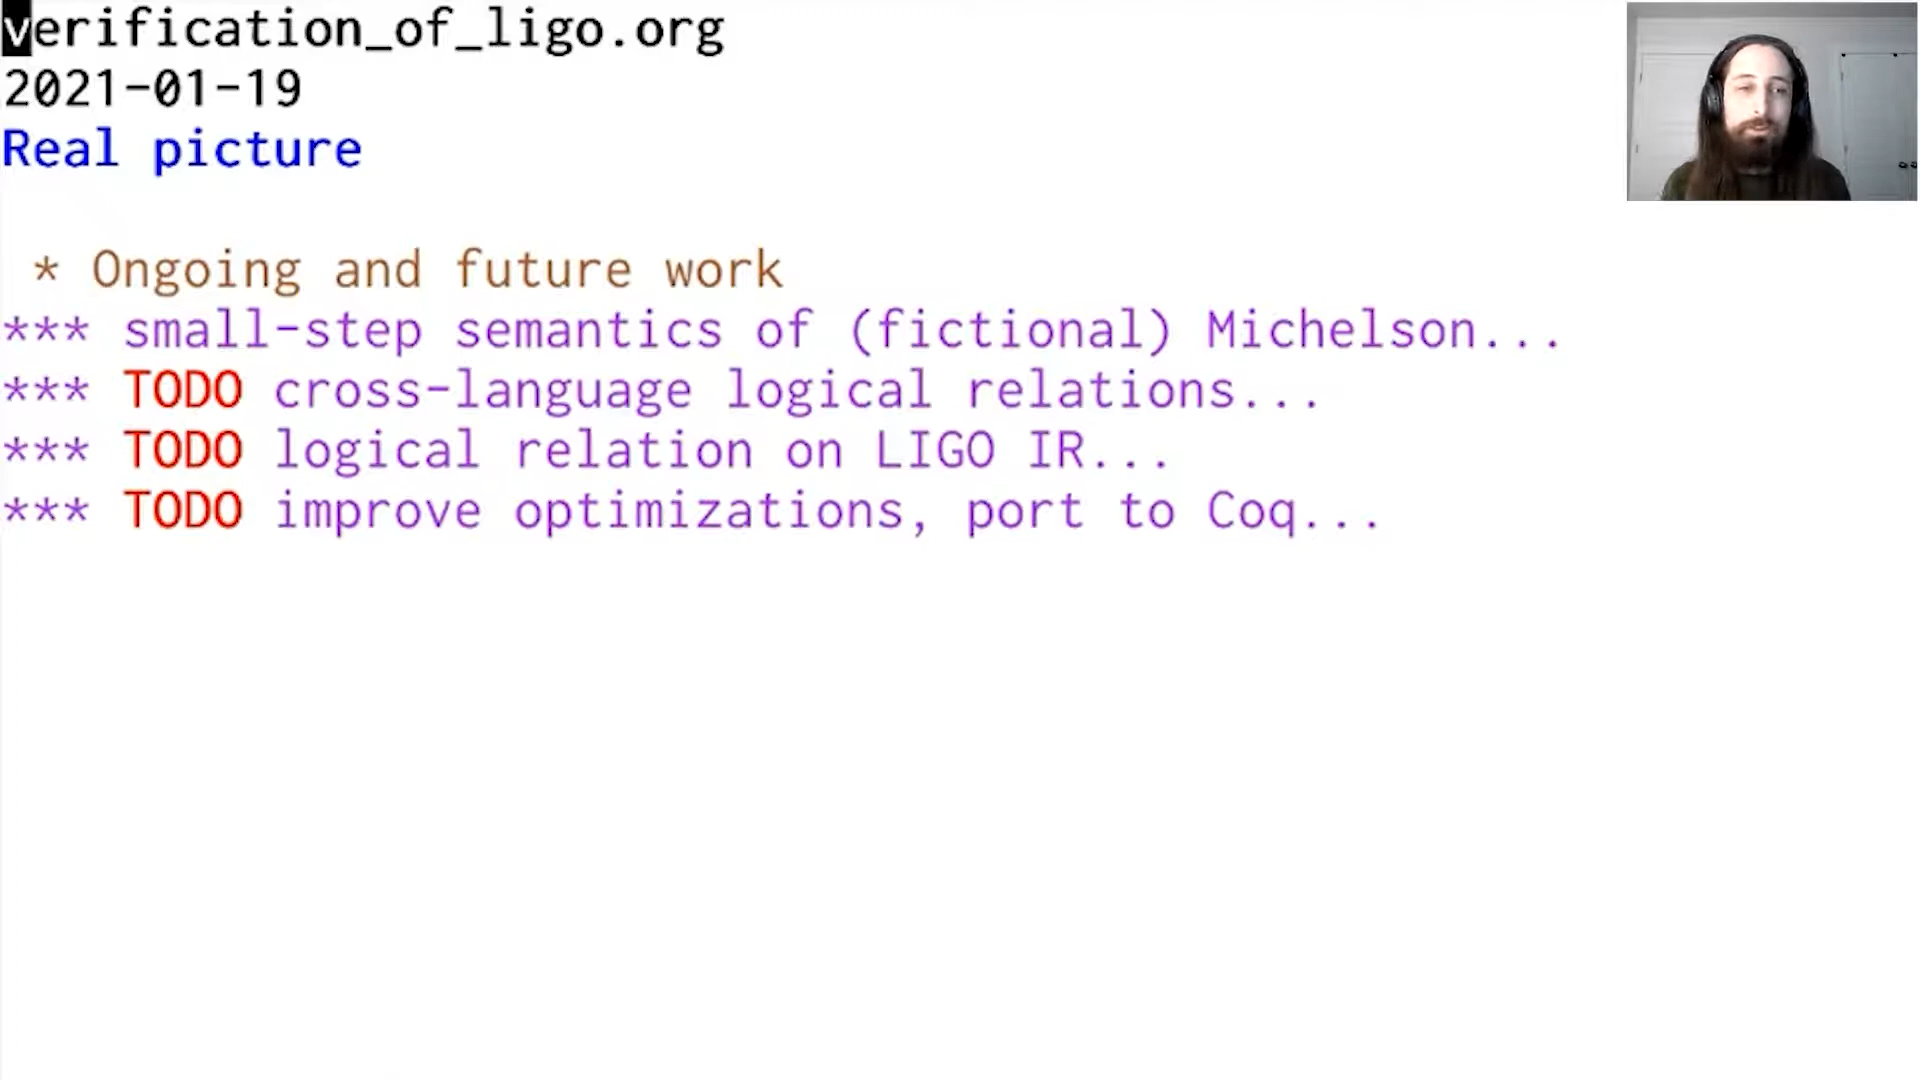 verification_of_ligo.org
2021-01-19
Real picture
* Ongoing and future work
*** small-step semantics of (fictional) Michelson...
*** TODO cross-language logical relations...
*** TODO logical relation on LIGO IR...
*** TODO improve optimizations, port to Coq...